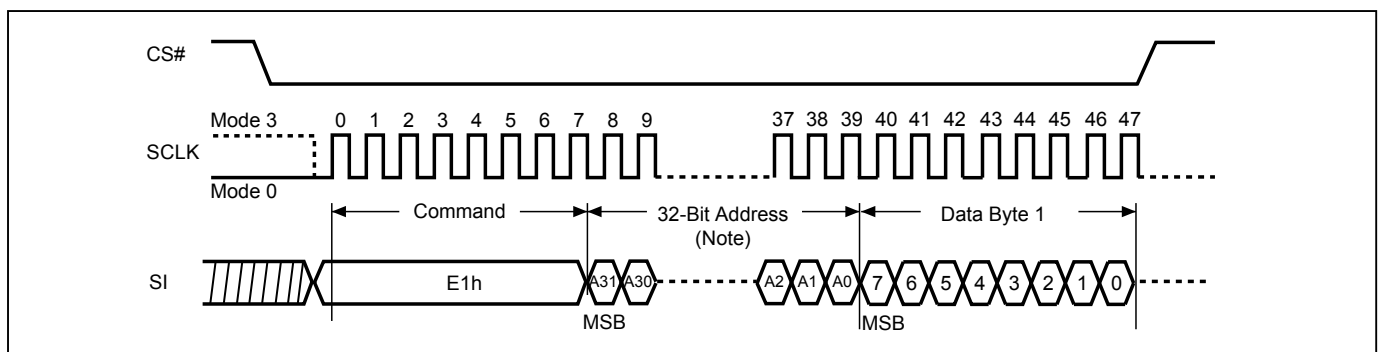 CS#
Mode 3 0 1 2 3 4 5 6 7 8 9 37 38 39 40 41 42 43 44 45 46 47
SCLK
Mode 0
Command 32-Bit Address Data Byte 1
(Note)
SI E1h A31 A30 A2 A1 A0 7 6 5 4 3 2 1 0
MSB MSB